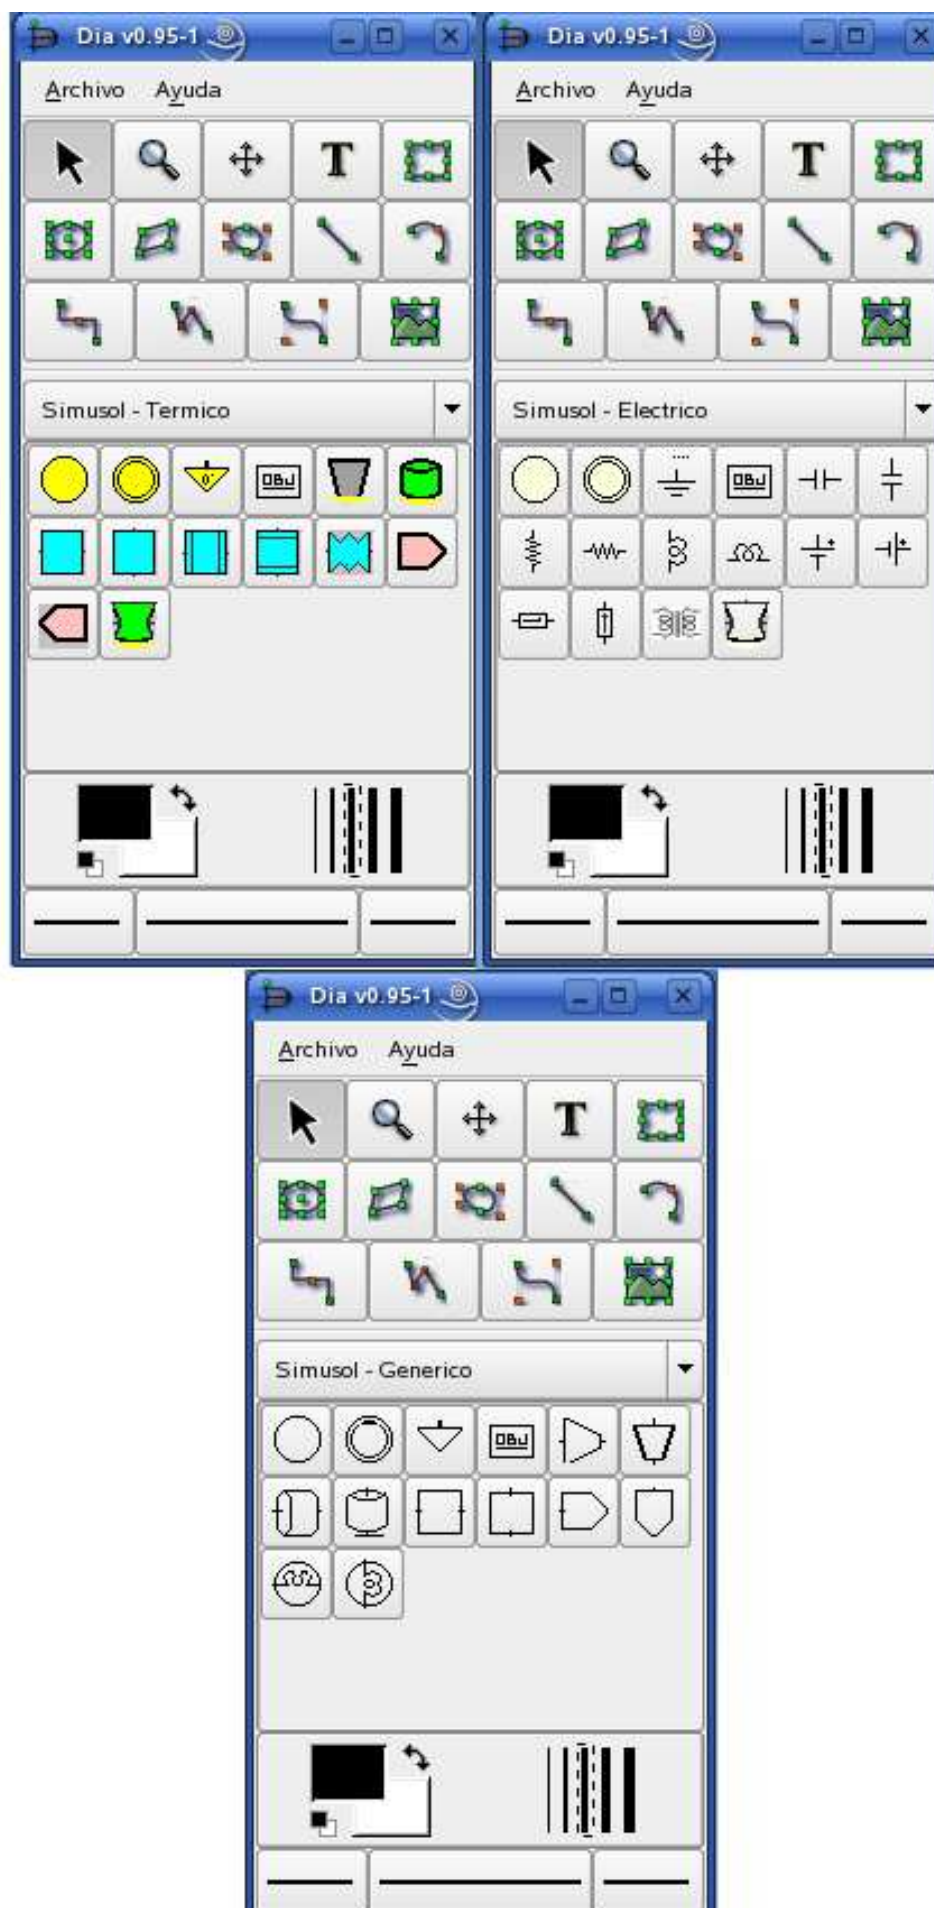 Dia v0.95-1
Archivo Ayuda
T
Simusol - Termico
0°
OBJ
Dia v0.95-1
Archivo Ayuda
T
Simusol - Electrico
OBJ
Dia v0.95-1
Archivo Ayuda
T
Simusol - Generico
OBJ